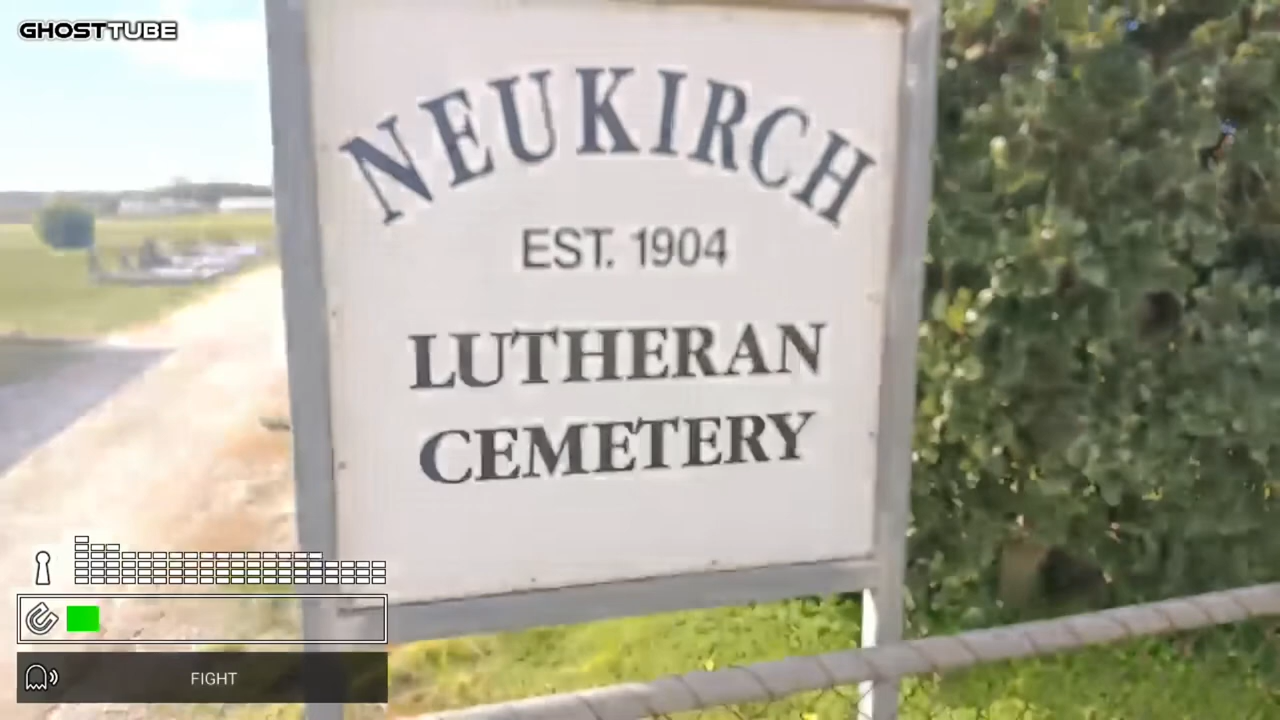 GHOSTTUBE
NEUKIRCH
EST. 1904
LUTHERAN
CEMETERY
FIGHT